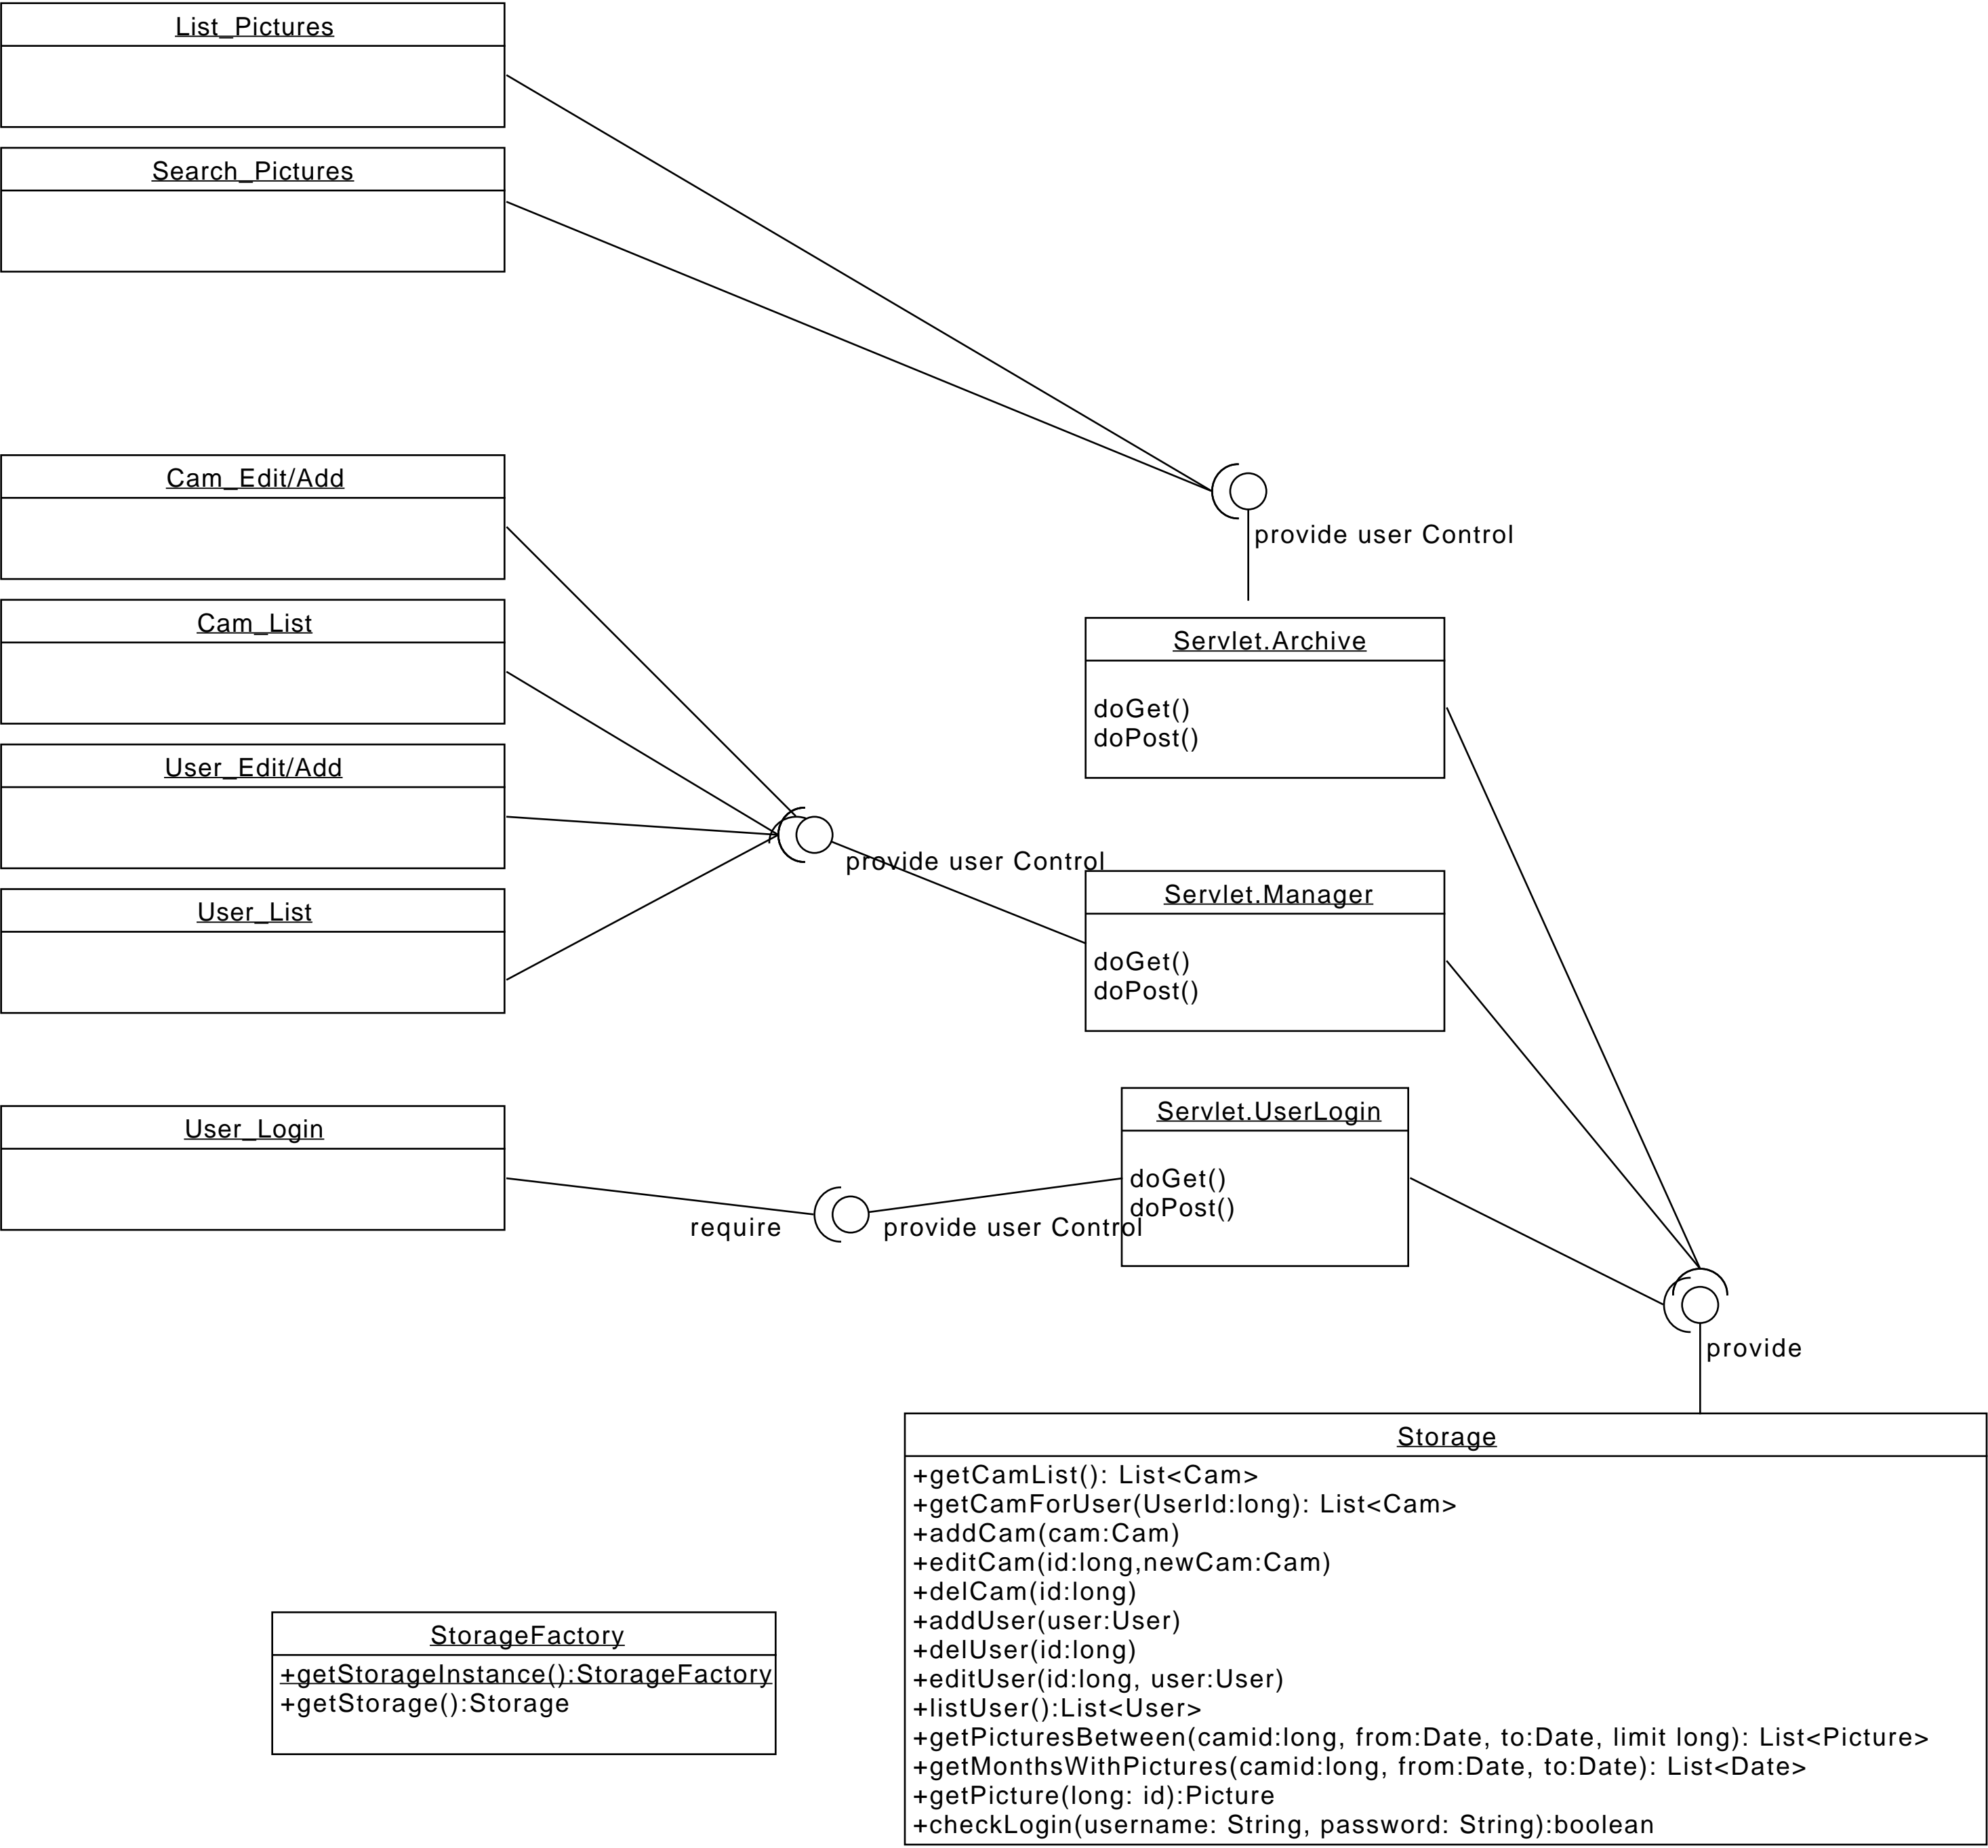 List_Pictures
Search_Pictures
Cam_Edit/Add
provide user Control
Cam_List
Servlet.Archive
doGet()
doPost()
User_Edit/Add
provide user Control
User_List
Servlet.Manager
doGet()
doPost()
User_Login
Servlet.UserLogin
doGet()
doPost()
require
provide user Control
provide
Storage
+getCamList(): List<Cam>
+getCamForUser(UserId:long): List<Cam>
+addCam(cam:Cam)
+editCam(id:long,newCam:Cam)
+delCam(id:long)
+addUser(user:User)
+delUser(id:long)
+editUser(id:long, user:User)
+listUser():List<User>
+getPicturesBetween(camid:long, from:Date, to:Date, limit long): List<Picture>
+getMonthsWithPictures(camid:long, from:Date, to:Date): List<Date>
+getPicture(long: id):Picture
+checkLogin(username: String, password: String):boolean
StorageFactory
+getStorageInstance():StorageFactory
+getStorage():Storage